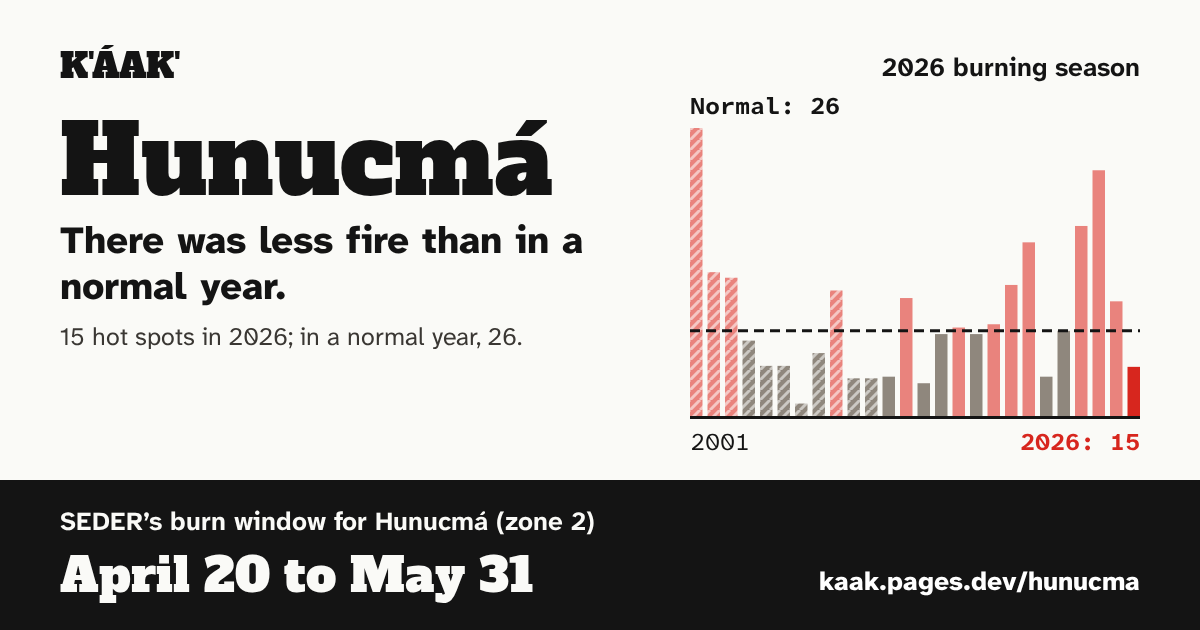 K'ÁAK'
2026 burning season
Hunucmá
There was less fire than in a
normal year.
15 hot spots in 2026; in a normal year, 26.
Normal: 26
2001
2026: 15
SEDER’s burn window for Hunucmá (zone 2)
April 20 to May 31
kaak.pages.dev/hunucma